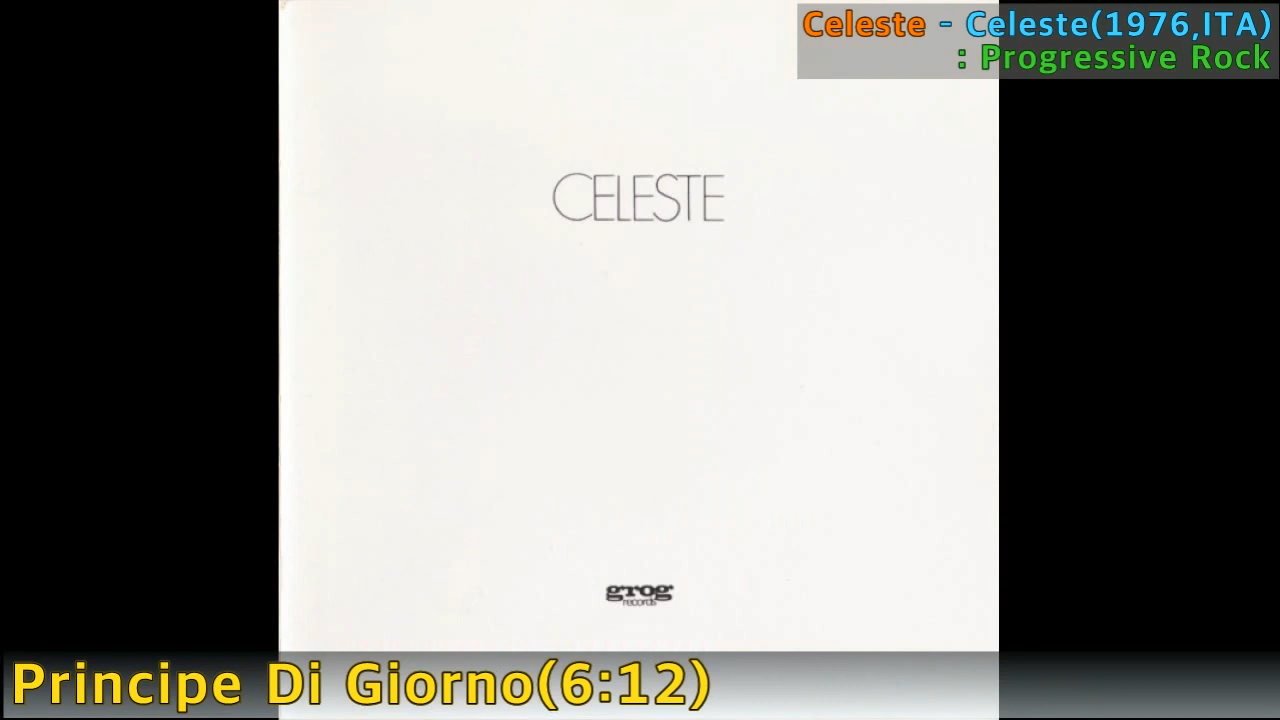 Celeste - Celeste(1976,ITA)
: Progressive Rock
CELESTE
grog
records
Principe Di Giorno(6:12)